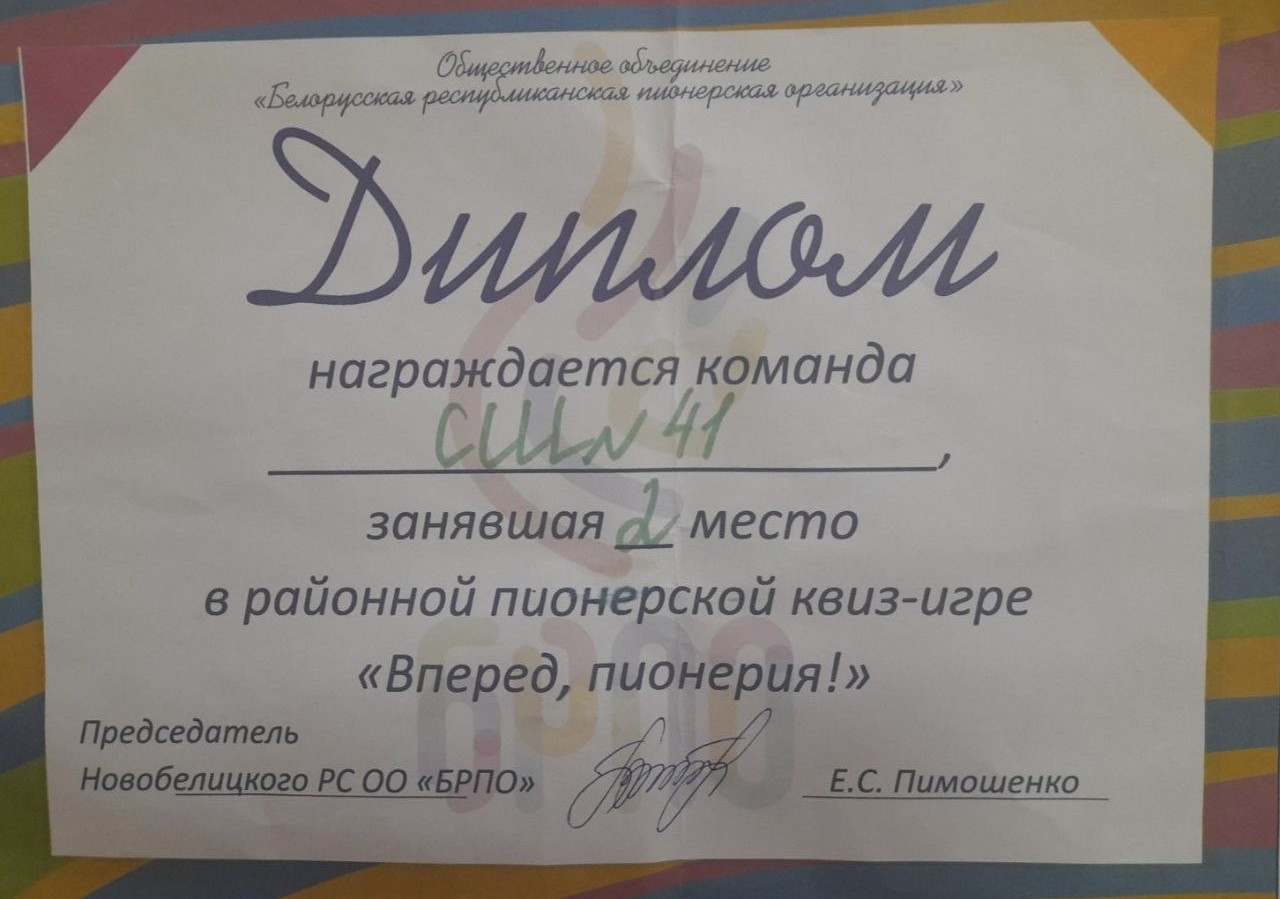 Общественное объединение
«Белорусская республиканская пионерская организация»
Диплом
награждается команда
СШ №41,
занявшая 2 место
в районной пионерской квиз-игре
«Вперед, пионерия!»
Председатель
Новобелицкого РС ОО «БРПО» Е.С. Пимошенко
БРПО